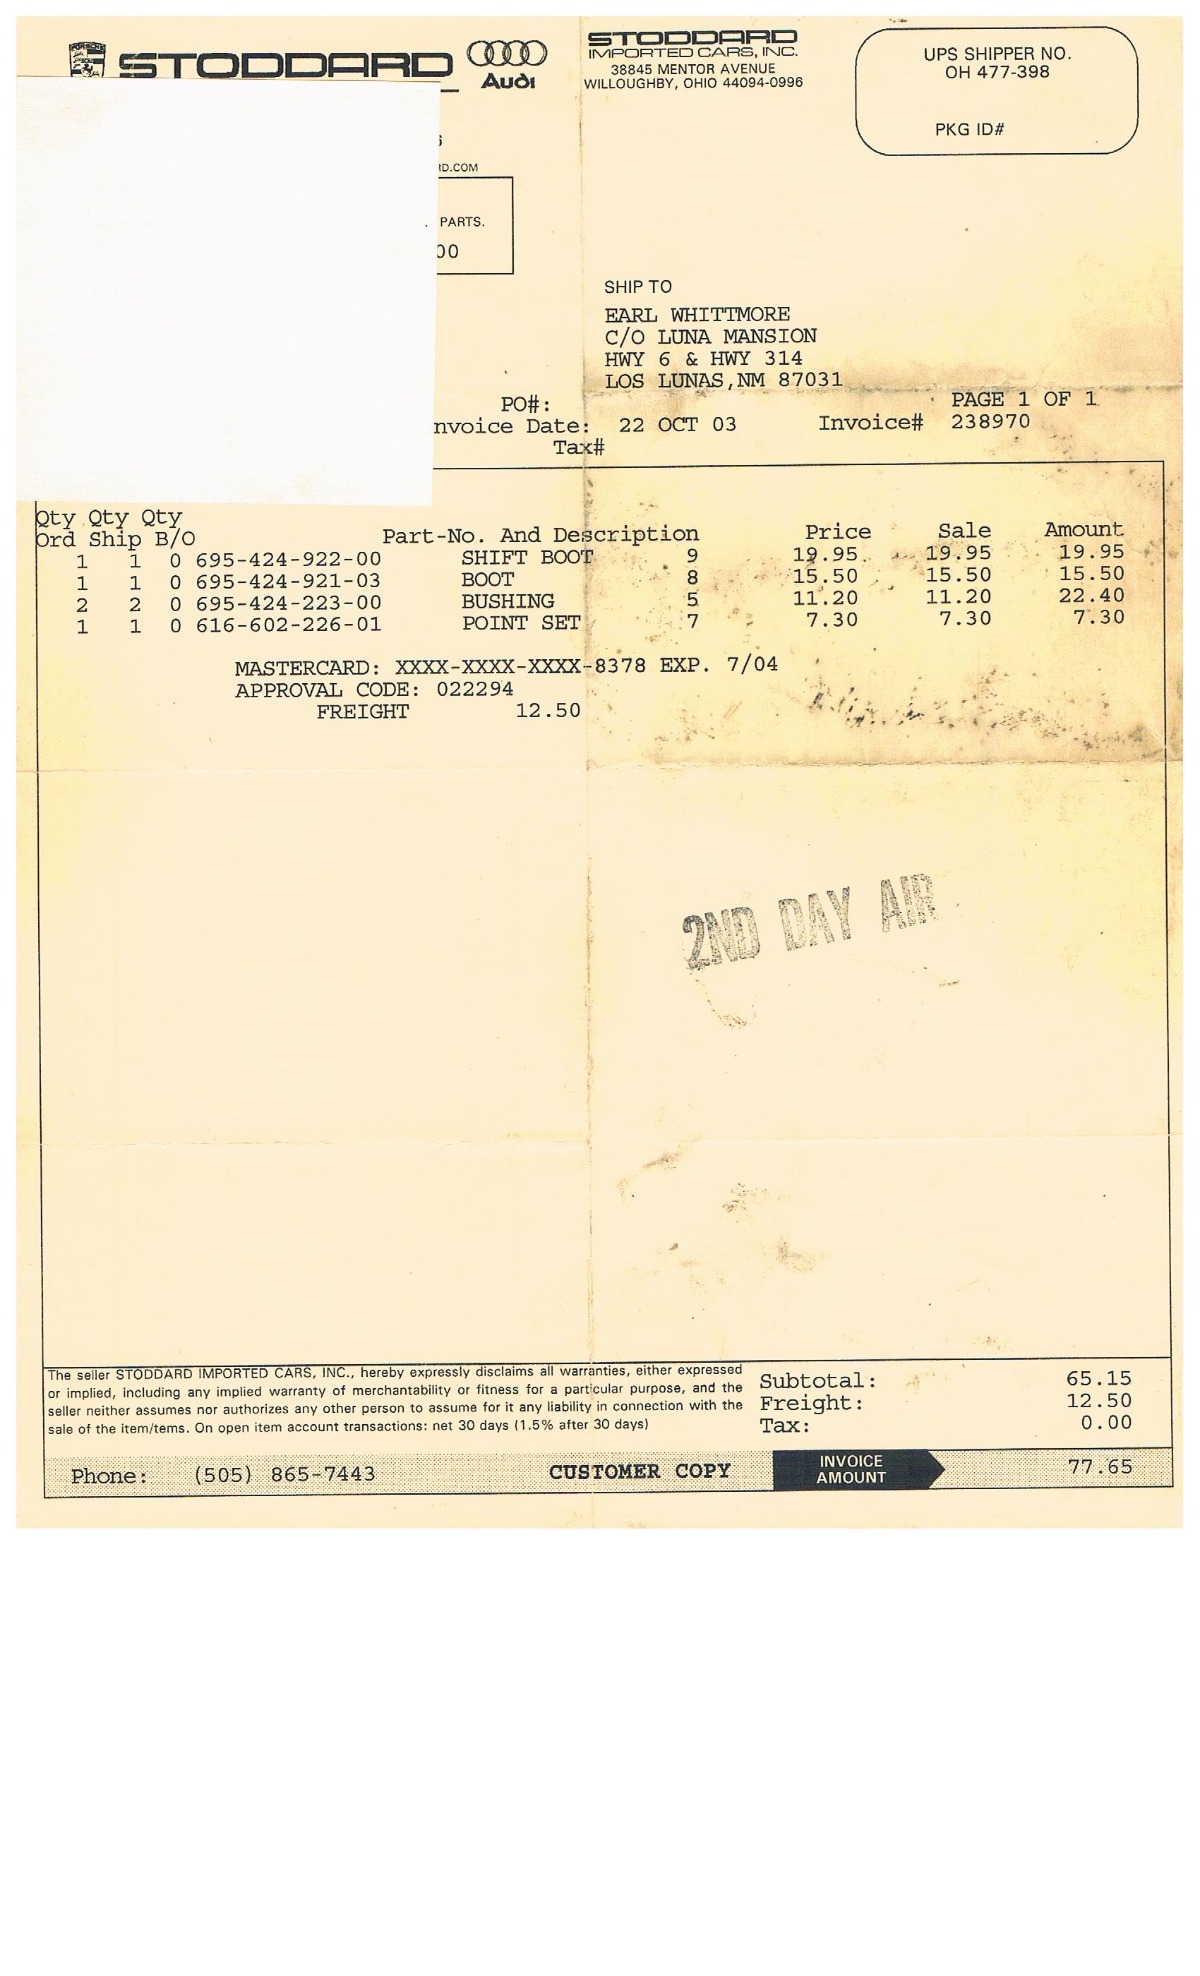 PORSCHE
STODDARD
Audi
STODDARD
IMPORTED CARS, INC.
38845 MENTOR AVENUE
WILLOUGHBY, OHIO 44094-0996
UPS SHIPPER NO.
OH 477-398
PKG ID#
RD.COM
. PARTS.
00
SHIP TO
EARL WHITTMORE
C/O LUNA MANSION
HWY 6 & HWY 314
LOS LUNAS,NM 87031
PO#: PAGE 1 OF 1
nvoice Date: 22 OCT 03 Invoice# 238970
Tax#
Qty Qty Qty
Ord Ship B/O Part-No. And Description Price Sale Amount
1 1 0 695-424-922-00 SHIFT BOOT 9 19.95 19.95 19.95
1 1 0 695-424-921-03 BOOT 8 15.50 15.50 15.50
2 2 0 695-424-223-00 BUSHING 5 11.20 11.20 22.40
1 1 0 616-602-226-01 POINT SET 7 7.30 7.30 7.30
MASTERCARD: XXXX-XXXX-XXXX-8378 EXP. 7/04
APPROVAL CODE: 022294
FREIGHT 12.50
2ND DAY AIR
The seller STODDARD IMPORTED CARS, INC., hereby expressly disclaims all warranties, either expressed
or implied, including any implied warranty of merchantability or fitness for a particular purpose, and the
seller neither assumes nor authorizes any other person to assume for it any liability in connection with the
sale of the item/tems. On open item account transactions: net 30 days (1.5% after 30 days)
Subtotal: 65.15
Freight: 12.50
Tax: 0.00
Phone: (505) 865-7443 CUSTOMER COPY INVOICE
AMOUNT 77.65